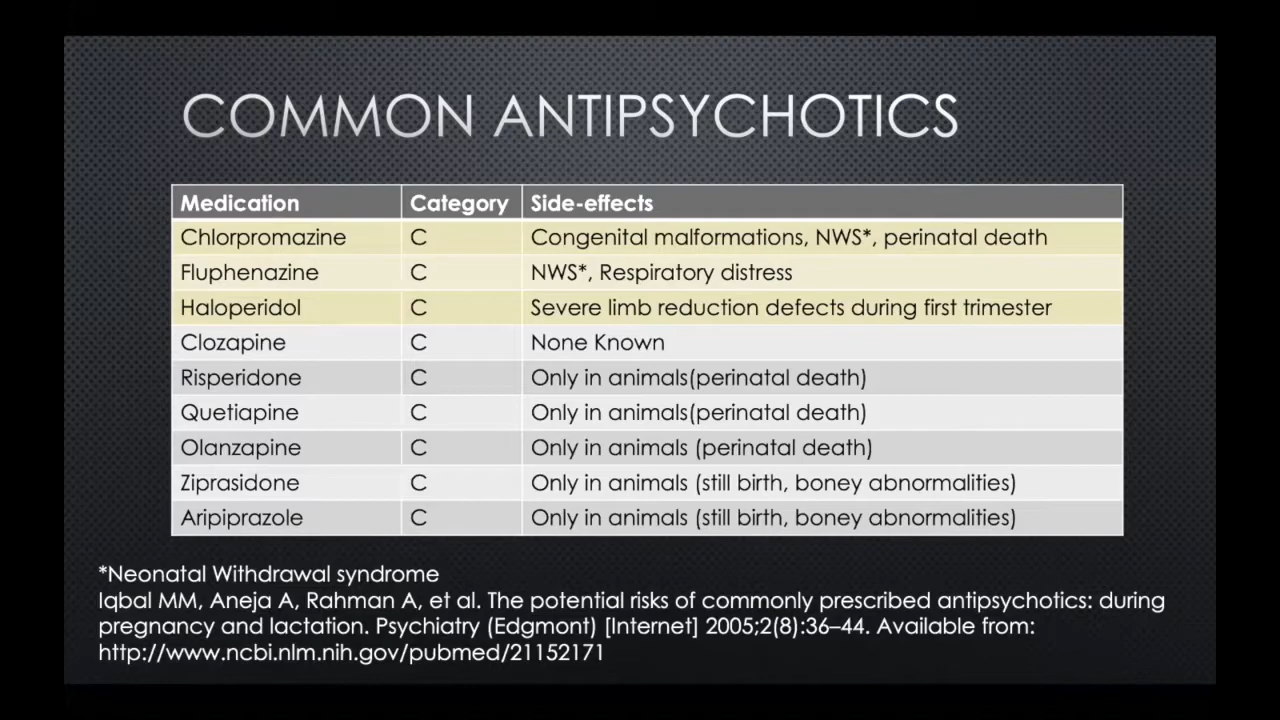 COMMON ANTIPSYCHOTICS
Medication Category Side-effects
Chlorpromazine C Congenital malformations, NWS*, perinatal death
Fluphenazine C NWS*, Respiratory distress
Haloperidol C Severe limb reduction defects during first trimester
Clozapine C None Known
Risperidone C Only in animals(perinatal death)
Quetiapine C Only in animals(perinatal death)
Olanzapine C Only in animals (perinatal death)
Ziprasidone C Only in animals (still birth, boney abnormalities)
Aripiprazole C Only in animals (still birth, boney abnormalities)
*Neonatal Withdrawal syndrome
Iqbal MM, Aneja A, Rahman A, et al. The potential risks of commonly prescribed antipsychotics: during
pregnancy and lactation. Psychiatry (Edgmont) [Internet] 2005;2(8):36–44. Available from:
http://www.ncbi.nlm.nih.gov/pubmed/21152171